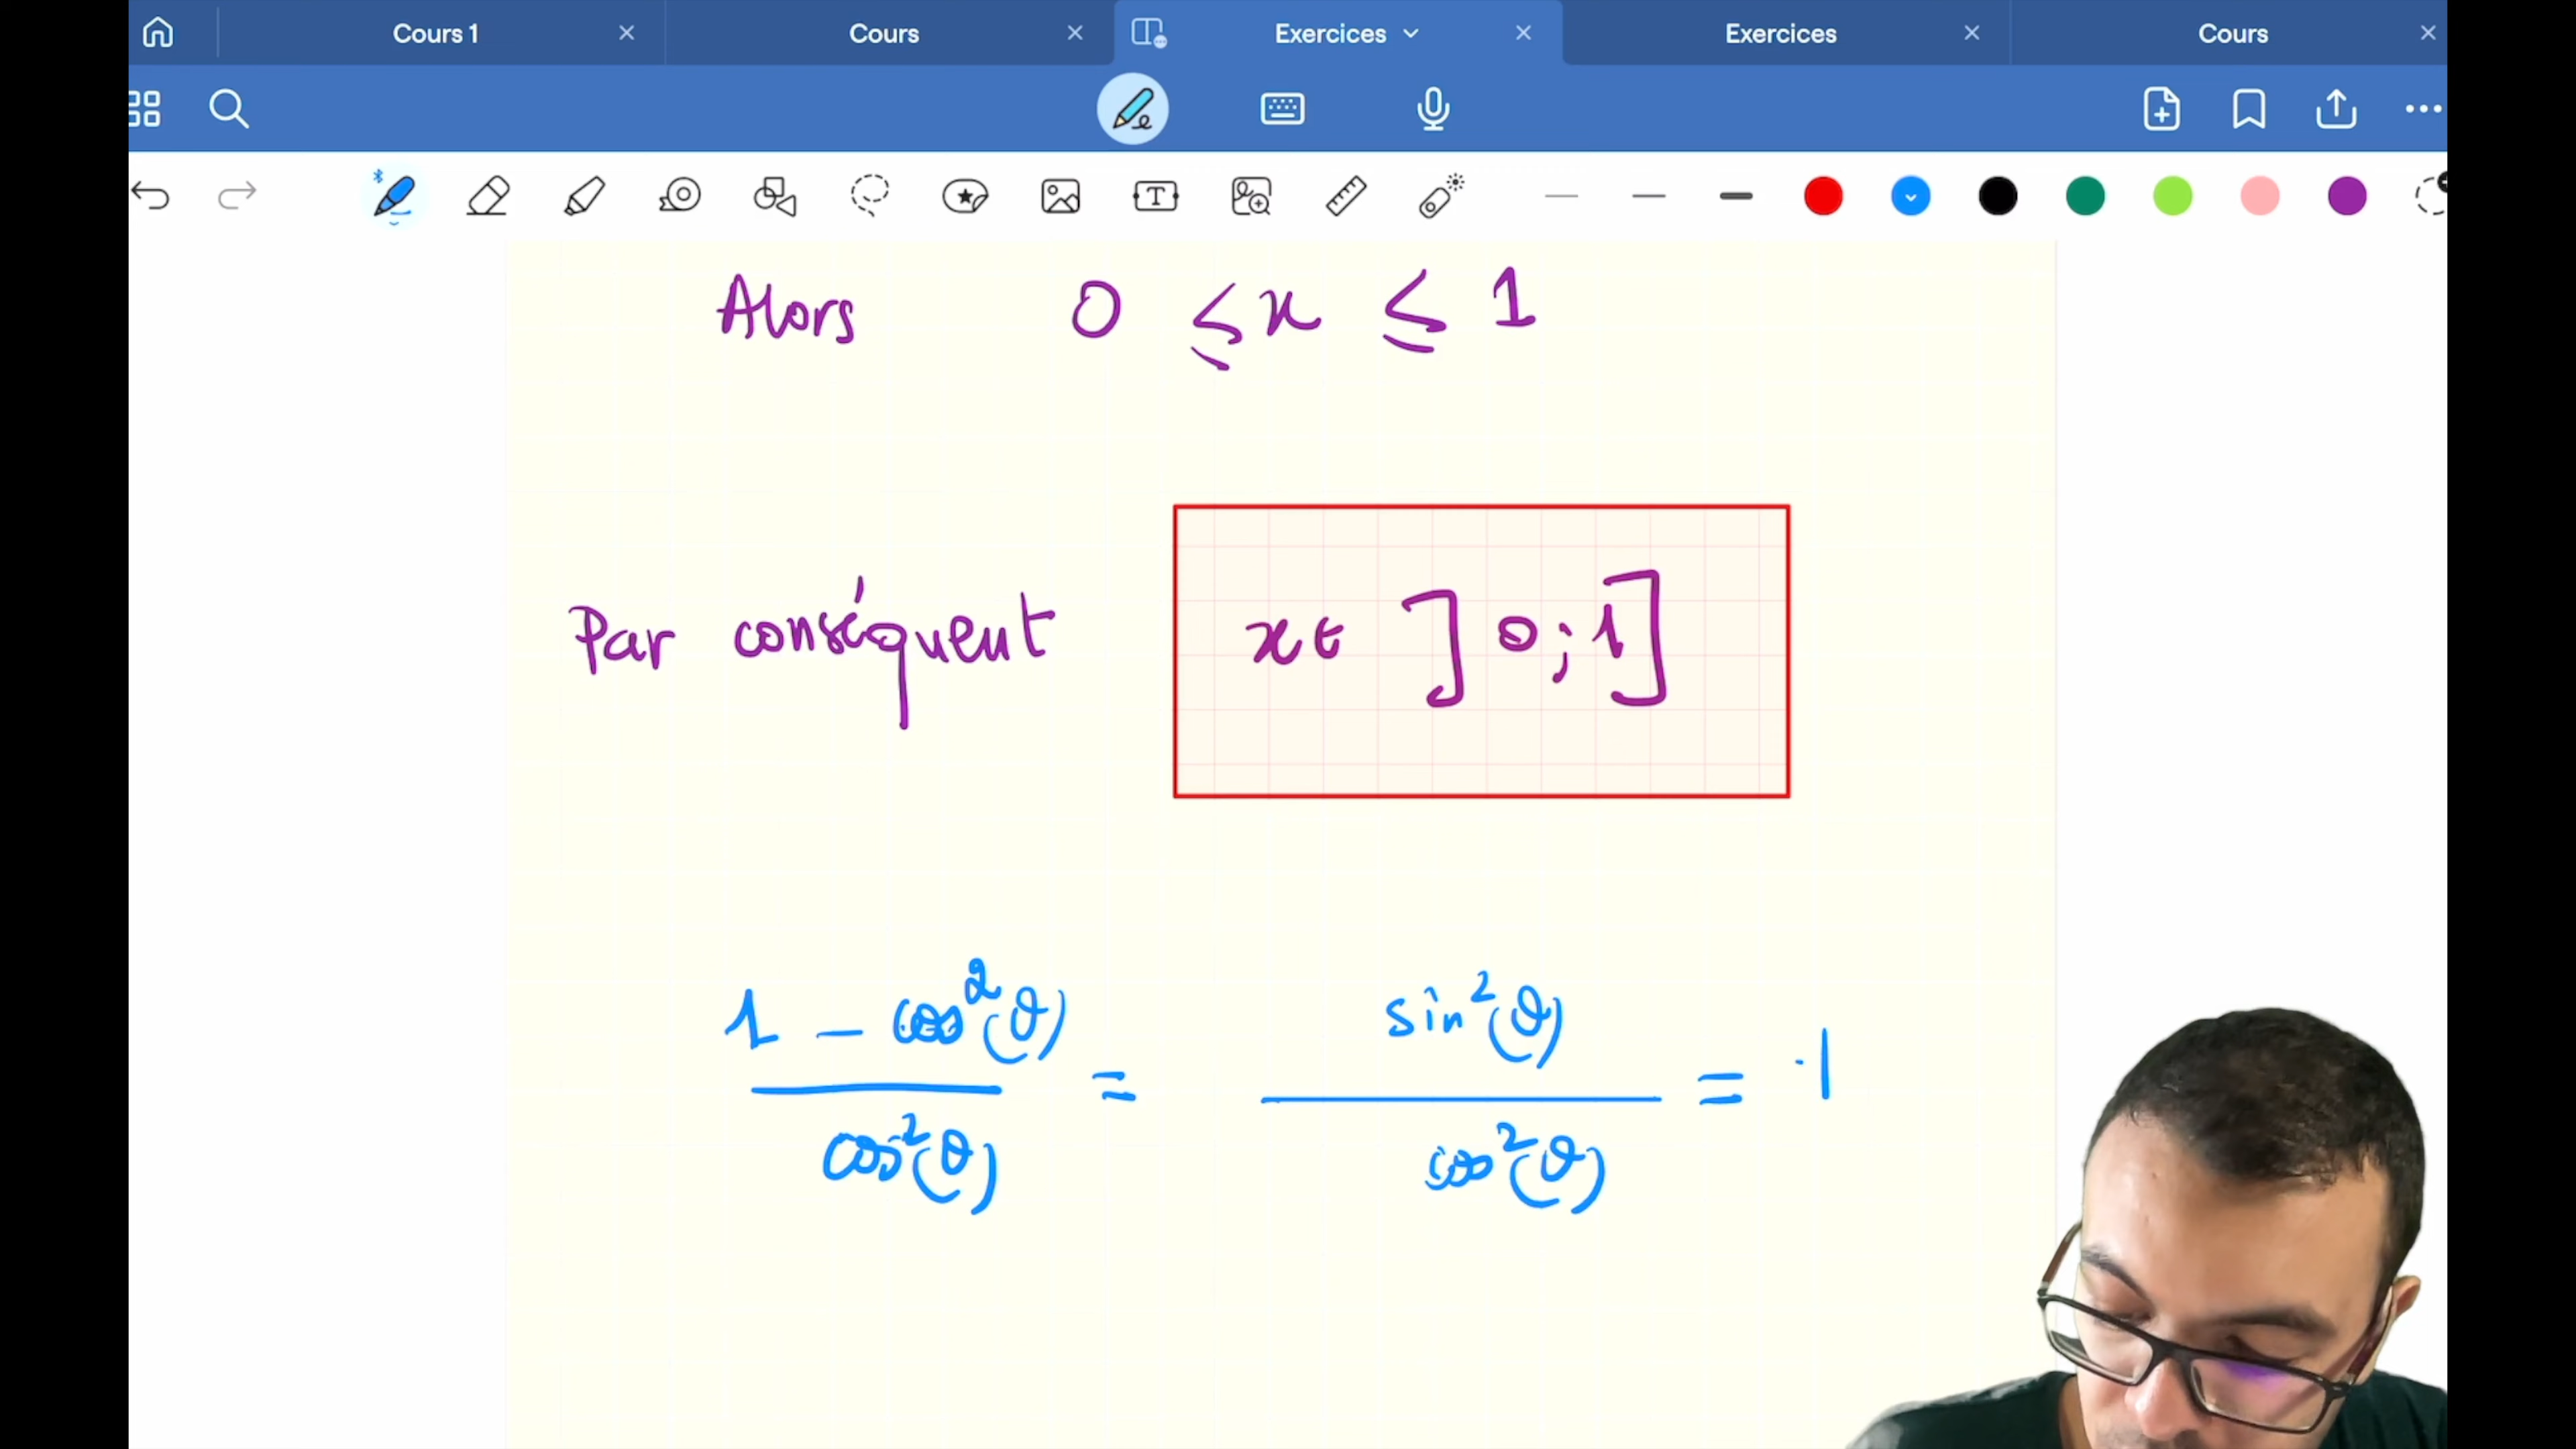 Cours 1 Cours Exercices Exercices Cours
Alors 0 ≤ x ≤ 1
Par conséquent x ∈ ]0;1]
1 - cos²(θ) / cos²(θ) = sin²(θ) / cos²(θ) =